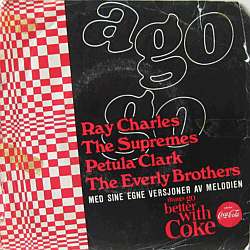 ago
go
Ray Charles
The Supremes
Petula Clark
The Everly Brothers
MED SINE EGNE VERSJONER AV MELODIEN
things go
better
with
Coke
Coca-Cola